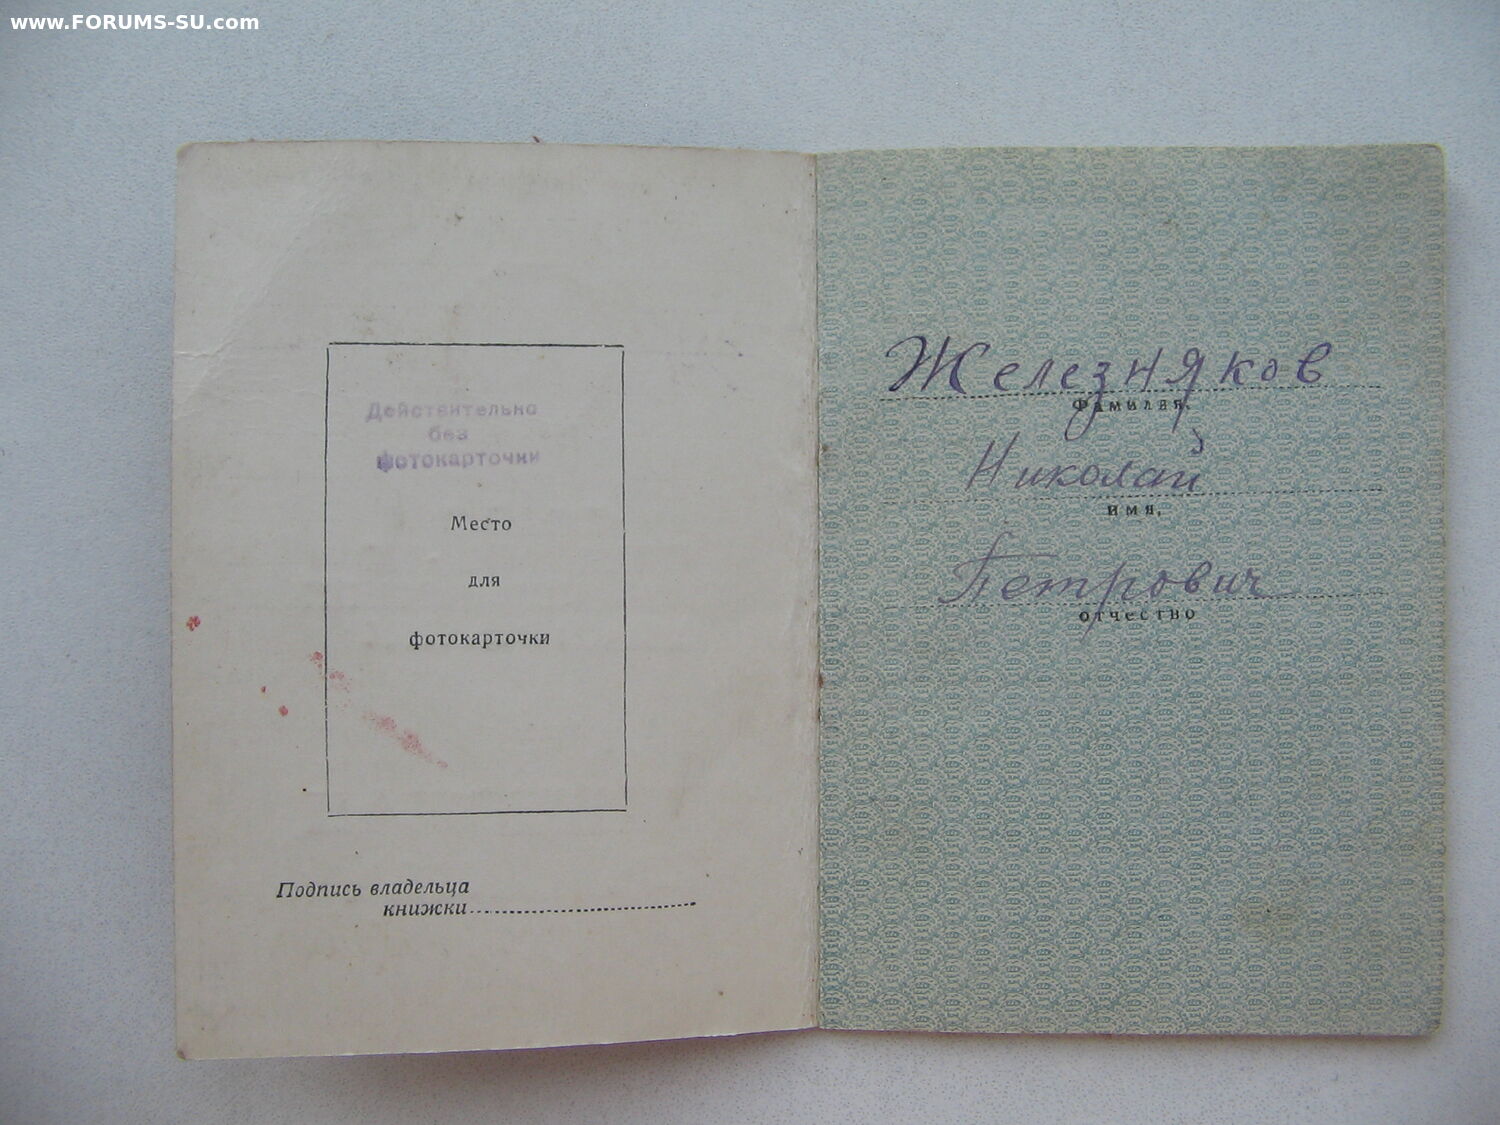 www.FORUMS-SU.com
Действительно
без
фотокарточки
Место
для
фотокарточки
Подпись владельца
книжки
Железняков
Фамилия,
Николай
имя,
Петрович
отчество